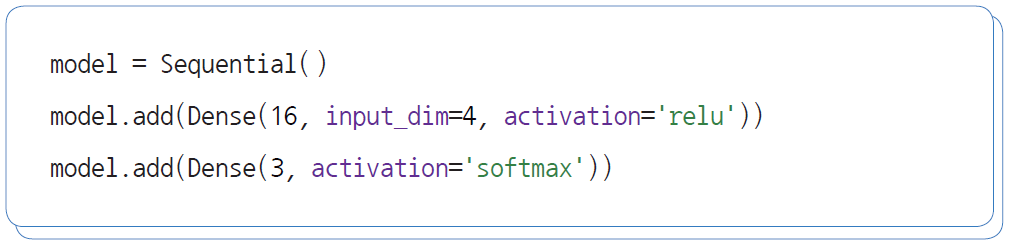 model = Sequential()
model.add(Dense(16, input_dim=4, activation='relu'))
model.add(Dense(3, activation='softmax'))